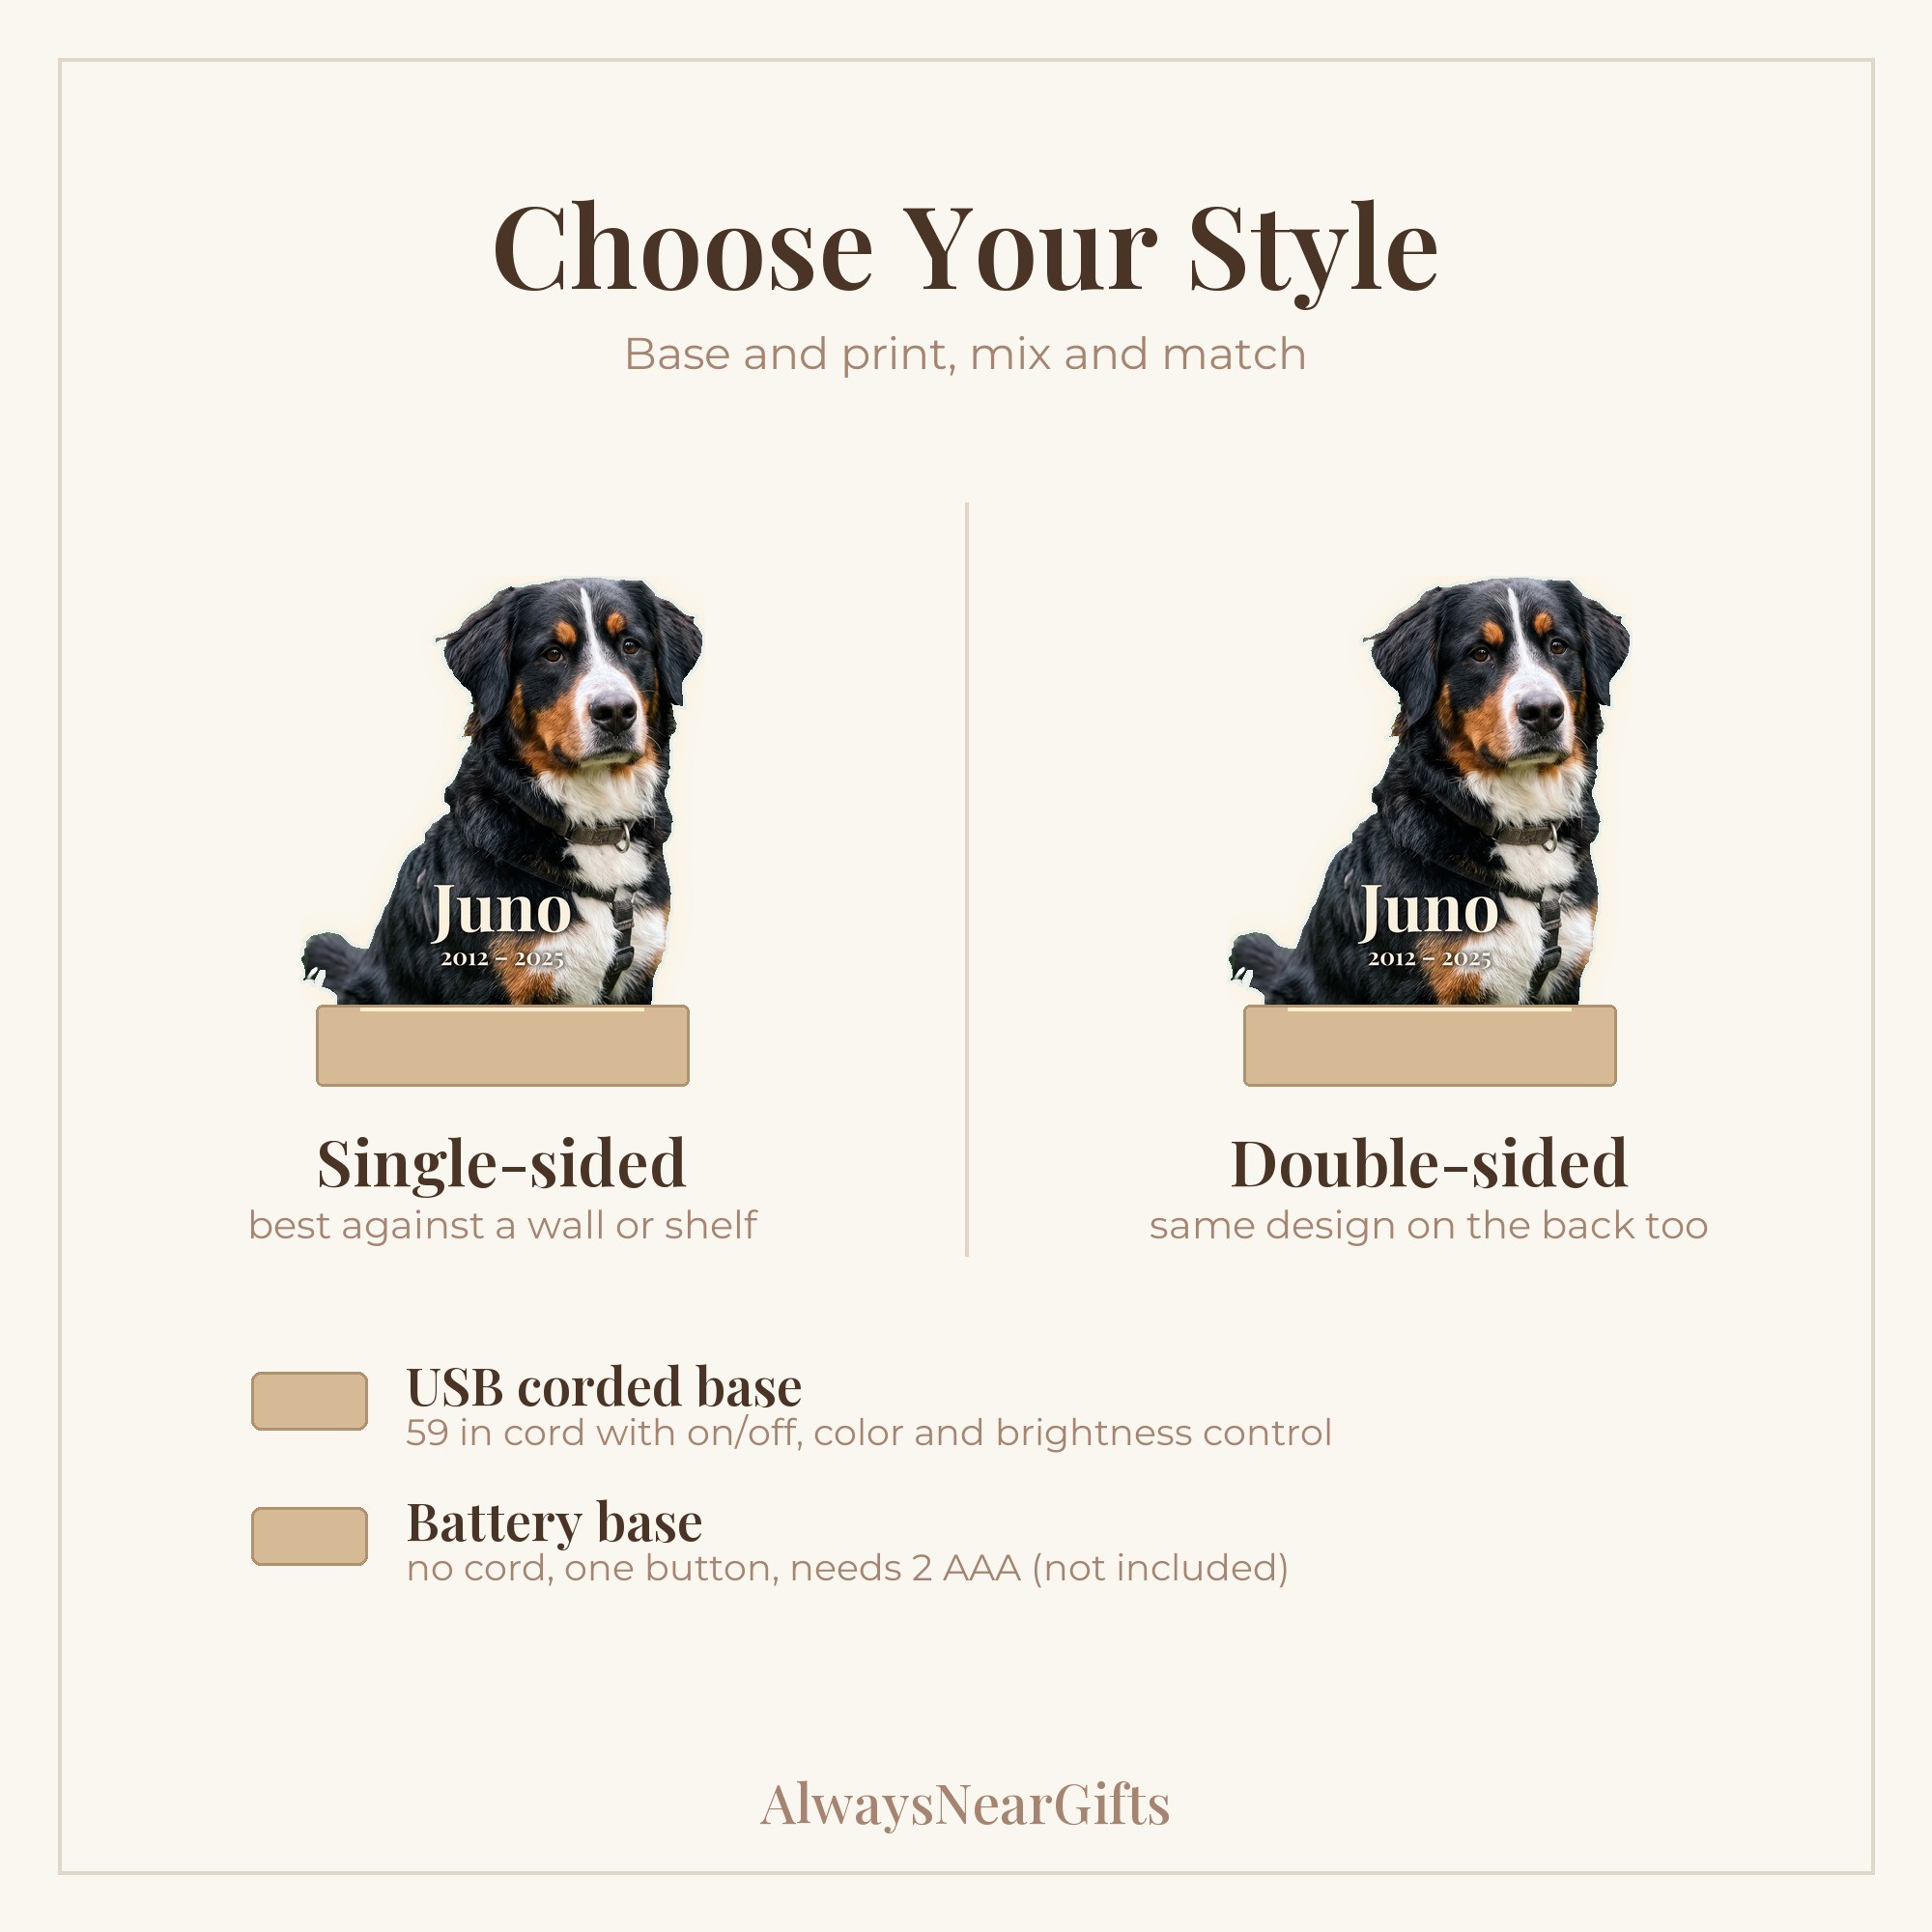 Choose Your Style
Base and print, mix and match
Juno
2012 – 2025
Single-sided
best against a wall or shelf
Juno
2012 – 2025
Double-sided
same design on the back too
USB corded base
59 in cord with on/off, color and brightness control
Battery base
no cord, one button, needs 2 AAA (not included)
AlwaysNearGifts